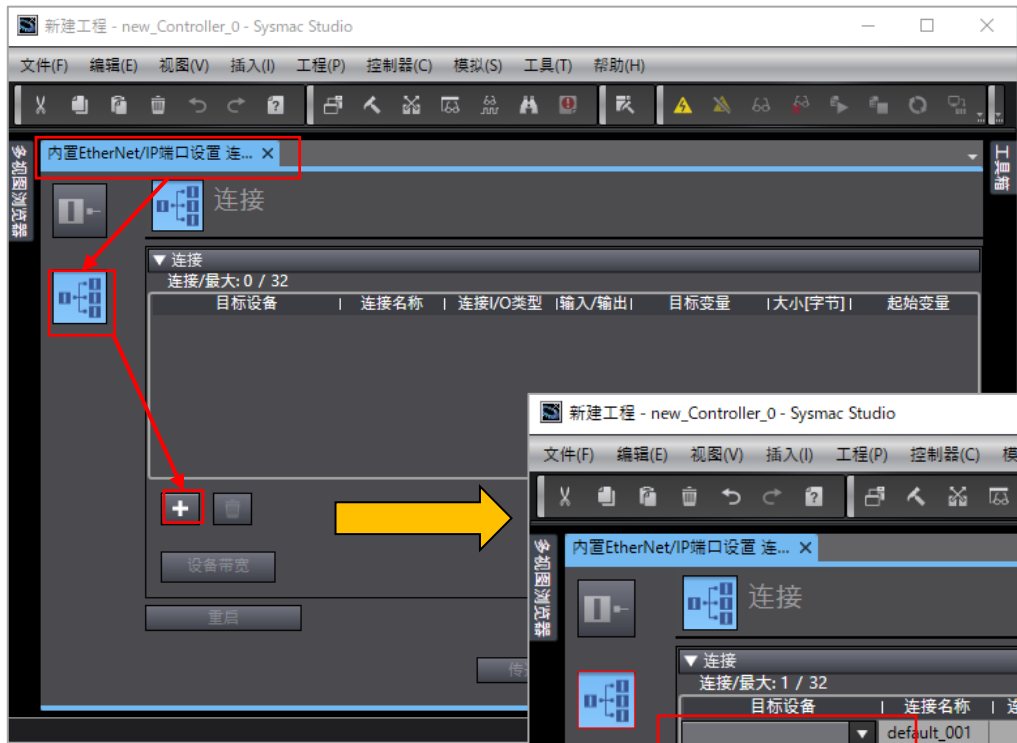 新建工程 - new_Controller_0 - Sysmac Studio
文件(F) 编辑(E) 视图(V) 插入(I) 工程(P) 控制器(C) 模拟(S) 工具(T) 帮助(H)
多视图浏览器
内置EtherNet/IP端口设置 连...
工具箱
连接
▼ 连接
连接/最大: 0 / 32
目标设备 | 连接名称 | 连接I/O类型 | 输入/输出 | 目标变量 | 大小[字节] | 起始变量
+
设备带宽
重启
传
新建工程 - new_Controller_0 - Sysmac Studio
文件(F) 编辑(E) 视图(V) 插入(I) 工程(P) 控制器(C) 模
多视图浏览器
内置EtherNet/IP端口设置 连...
连接
▼ 连接
连接/最大: 1 / 32
目标设备 | 连接名称 | 连
default_001